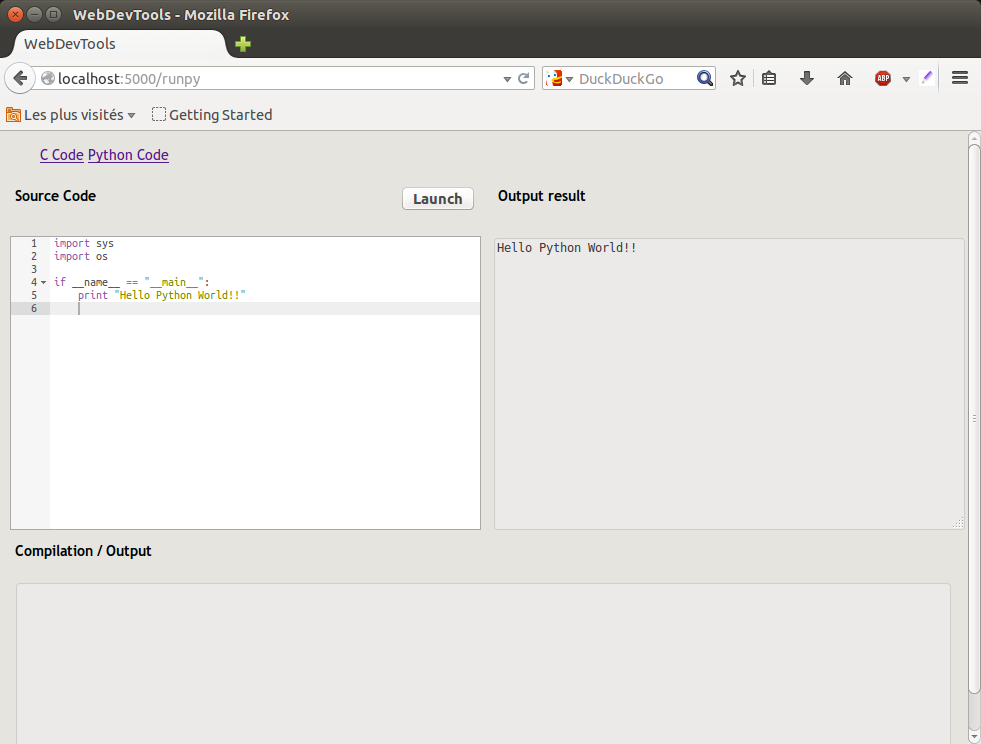 WebDevTools - Mozilla Firefox
WebDevTools
localhost:5000/runpy
DuckDuckGo
ABP
Les plus visités
Getting Started
C Code Python Code
Source Code
Launch
Output result
1 import sys
2 import os
3
4 if __name__ == "__main__":
5 print "Hello Python World!!"
6
Hello Python World!!
Compilation / Output